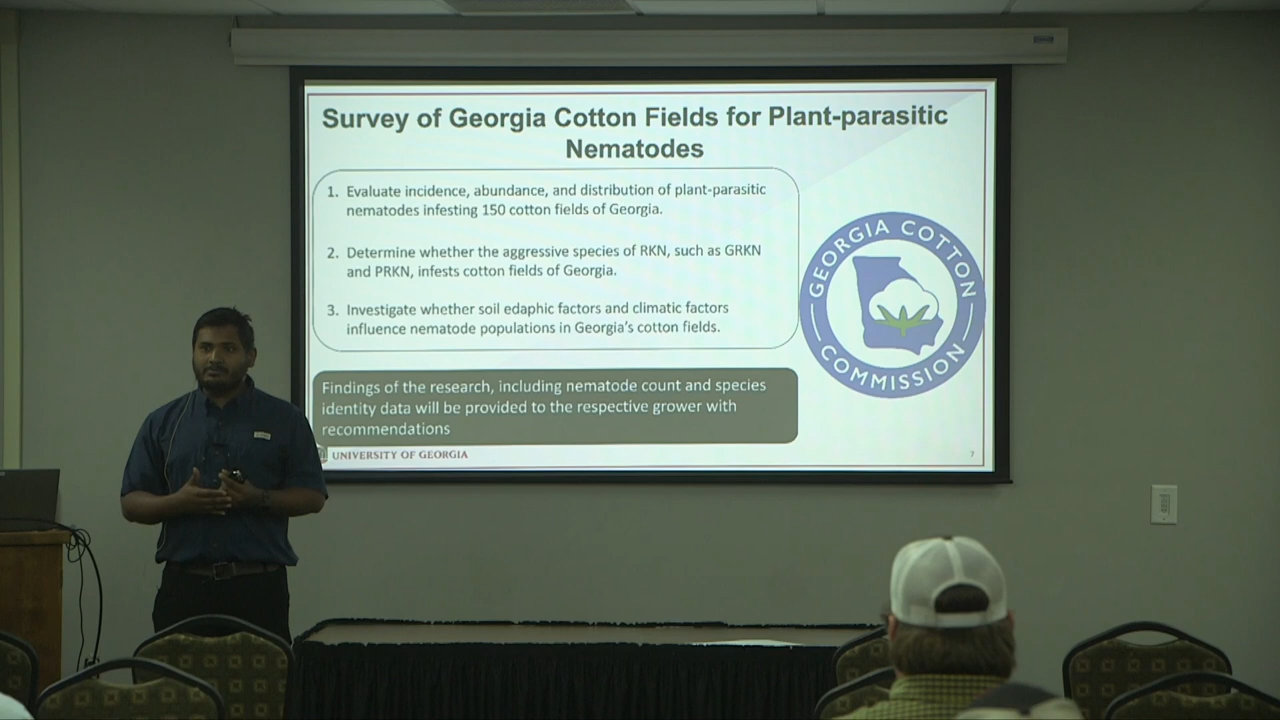 Survey of Georgia Cotton Fields for Plant-parasitic
Nematodes
1. Evaluate incidence, abundance, and distribution of plant-parasitic
nematodes infesting 150 cotton fields of Georgia.
2. Determine whether the aggressive species of RKN, such as GRKN
and PRKN, infests cotton fields of Georgia.
3. Investigate whether soil edaphic factors and climatic factors
influence nematode populations in Georgia's cotton fields.
GEORGIA COTTON
COMMISSION
Findings of the research, including nematode count and species
identity data will be provided to the respective grower with
recommendations
UNIVERSITY OF GEORGIA
7